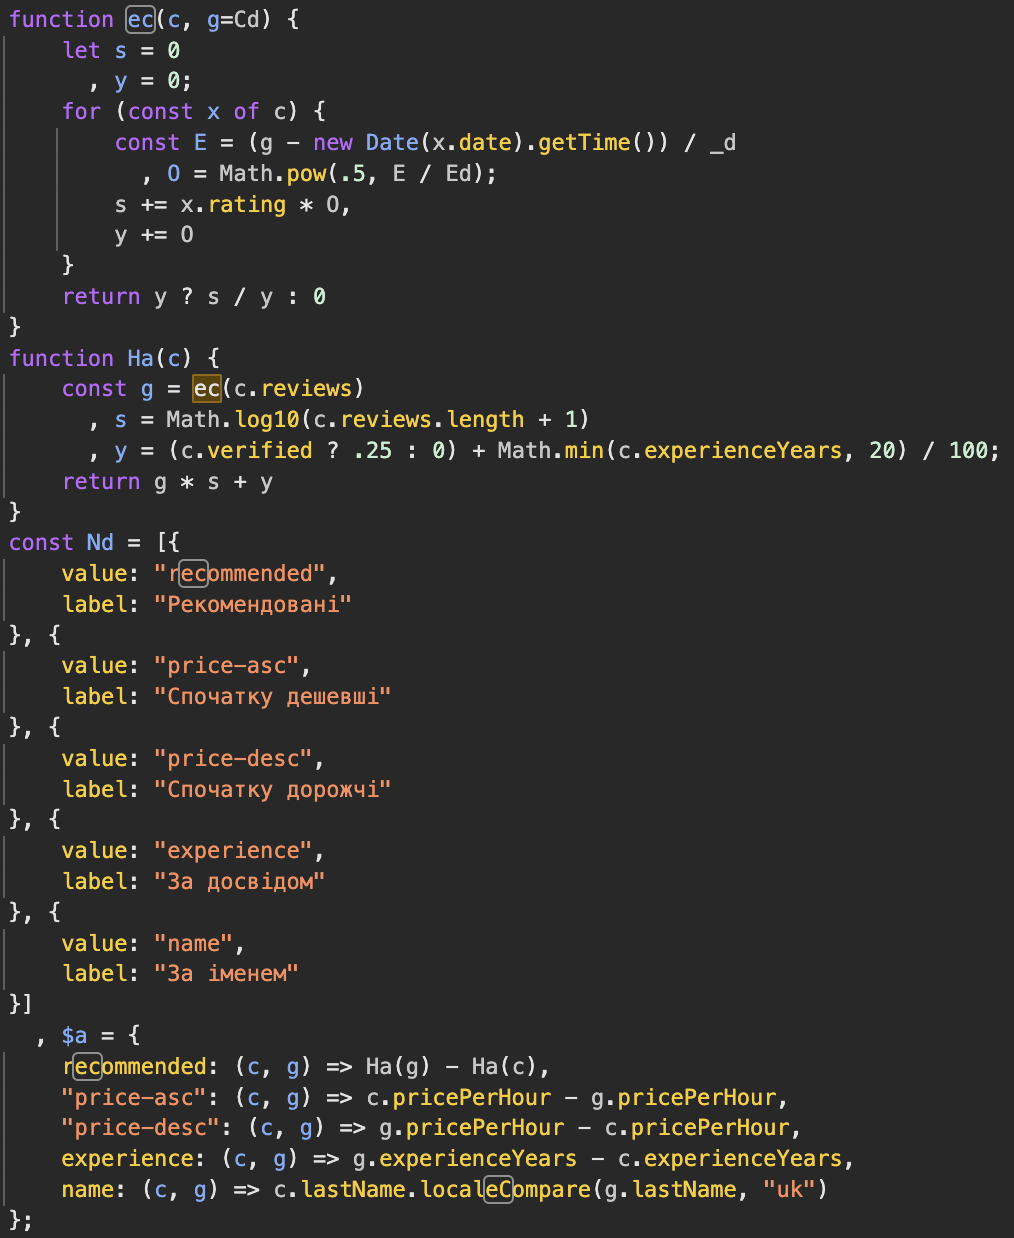 function ec(c, g=Cd) {
    let s = 0
      , y = 0;
    for (const x of c) {
        const E = (g - new Date(x.date).getTime()) / _d
          , O = Math.pow(.5, E / Ed);
        s += x.rating * O,
        y += O
    }
    return y ? s / y : 0
}
function Ha(c) {
    const g = ec(c.reviews)
      , s = Math.log10(c.reviews.length + 1)
      , y = (c.verified ? .25 : 0) + Math.min(c.experienceYears, 20) / 100;
    return g * s + y
}
const Nd = [{
    value: "recommended",
    label: "Рекомендовані"
}, {
    value: "price-asc",
    label: "Спочатку дешевші"
}, {
    value: "price-desc",
    label: "Спочатку дорожчі"
}, {
    value: "experience",
    label: "За досвідом"
}, {
    value: "name",
    label: "За іменем"
}]
  , $a = {
    recommended: (c, g) => Ha(g) - Ha(c),
    "price-asc": (c, g) => c.pricePerHour - g.pricePerHour,
    "price-desc": (c, g) => g.pricePerHour - c.pricePerHour,
    experience: (c, g) => g.experienceYears - c.experienceYears,
    name: (c, g) => c.lastName.localeCompare(g.lastName, "uk")
};